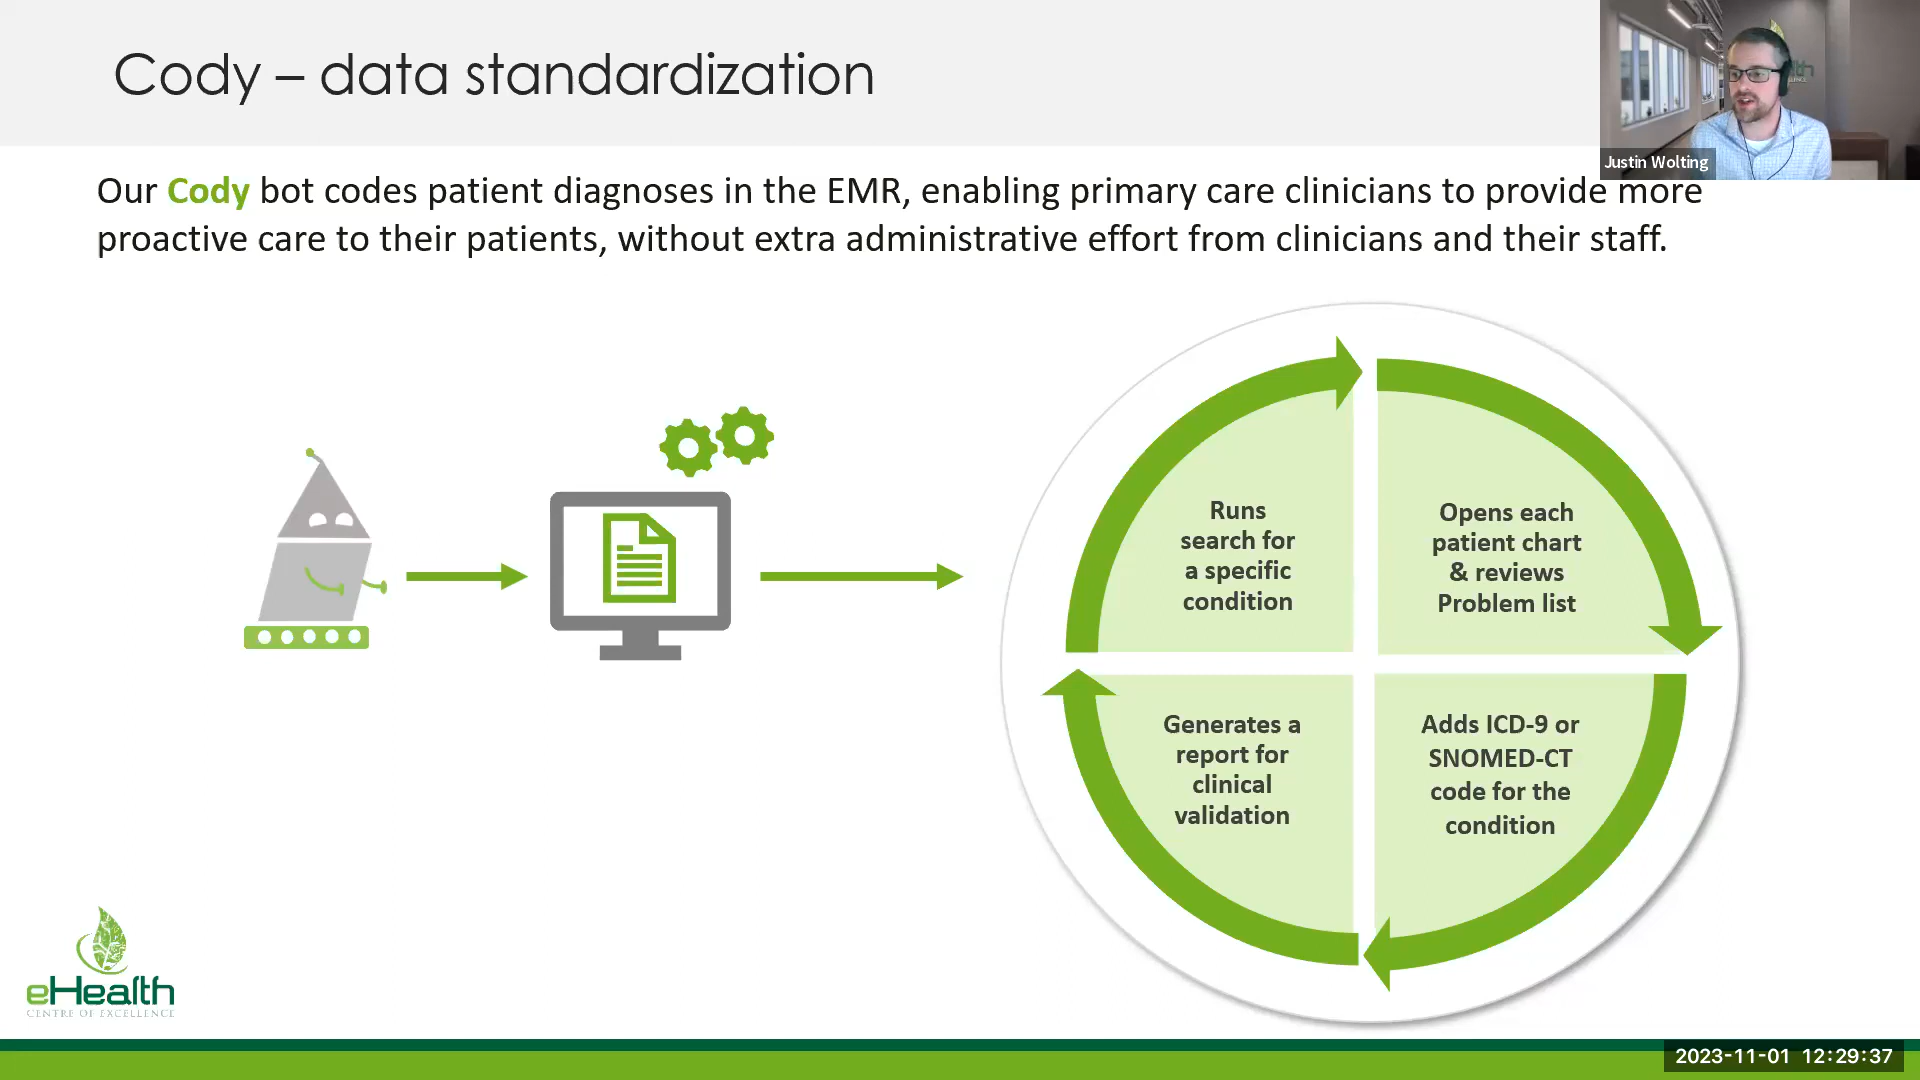 Cody – data standardization
Justin Wolting
Our Cody bot codes patient diagnoses in the EMR, enabling primary care clinicians to provide more
proactive care to their patients, without extra administrative effort from clinicians and their staff.
Runs
search for
a specific
condition
Opens each
patient chart
& reviews
Problem list
Adds ICD-9 or
SNOMED-CT
code for the
condition
Generates a
report for
clinical
validation
eHealth
CENTRE OF EXCELLENCE
2023-11-01 12:29:37